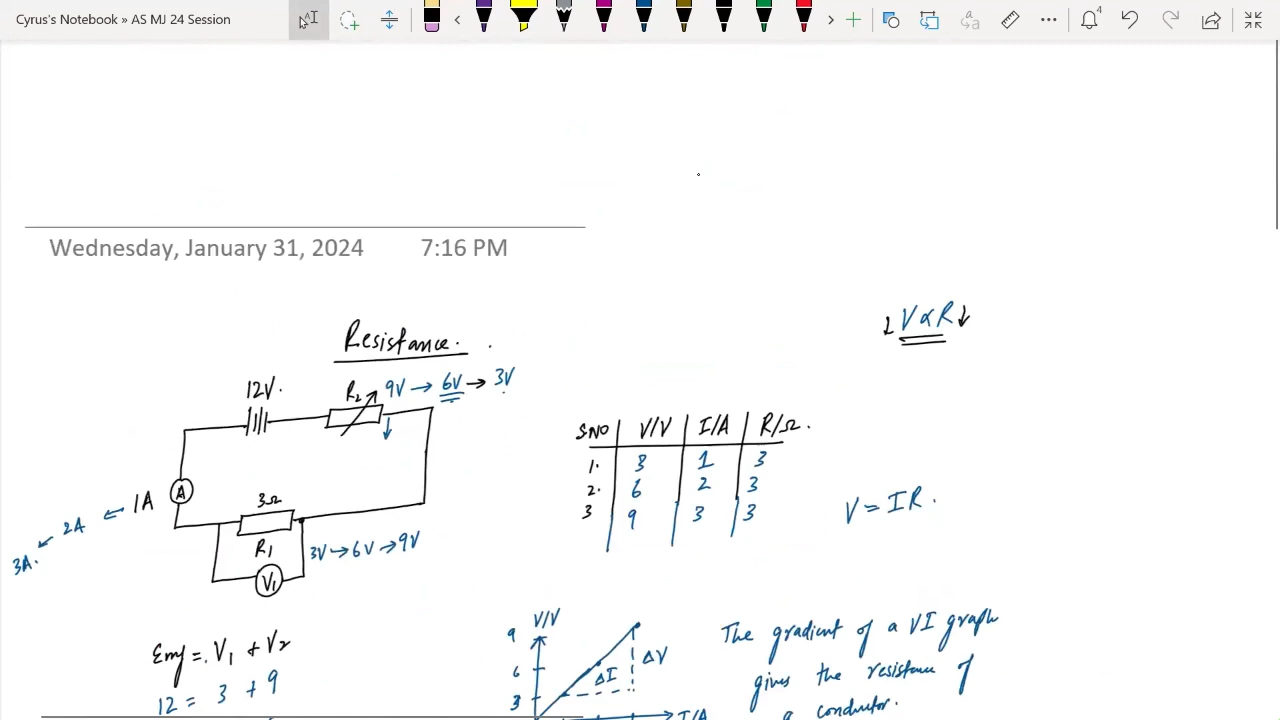 Cyrus's Notebook » AS MJ 24 Session
4
Wednesday, January 31, 2024 7:16 PM
↓ V ∝ R ↓
Resistance.
12V.
R2 9V → 6V → 3V
S.NO V/V I/A R/Ω.
1. 3 1 3
2. 6 2 3
3 9 3 3
V = IR.
A
1A
2A
3A.
3Ω
R1
3V → 6V → 9V
V1
Emf = V1 + V2
12 = 3 + 9
V/V
9
6
3
ΔV
ΔI
I/A
The gradient of a VI graph
gives the resistance of
a conductor.